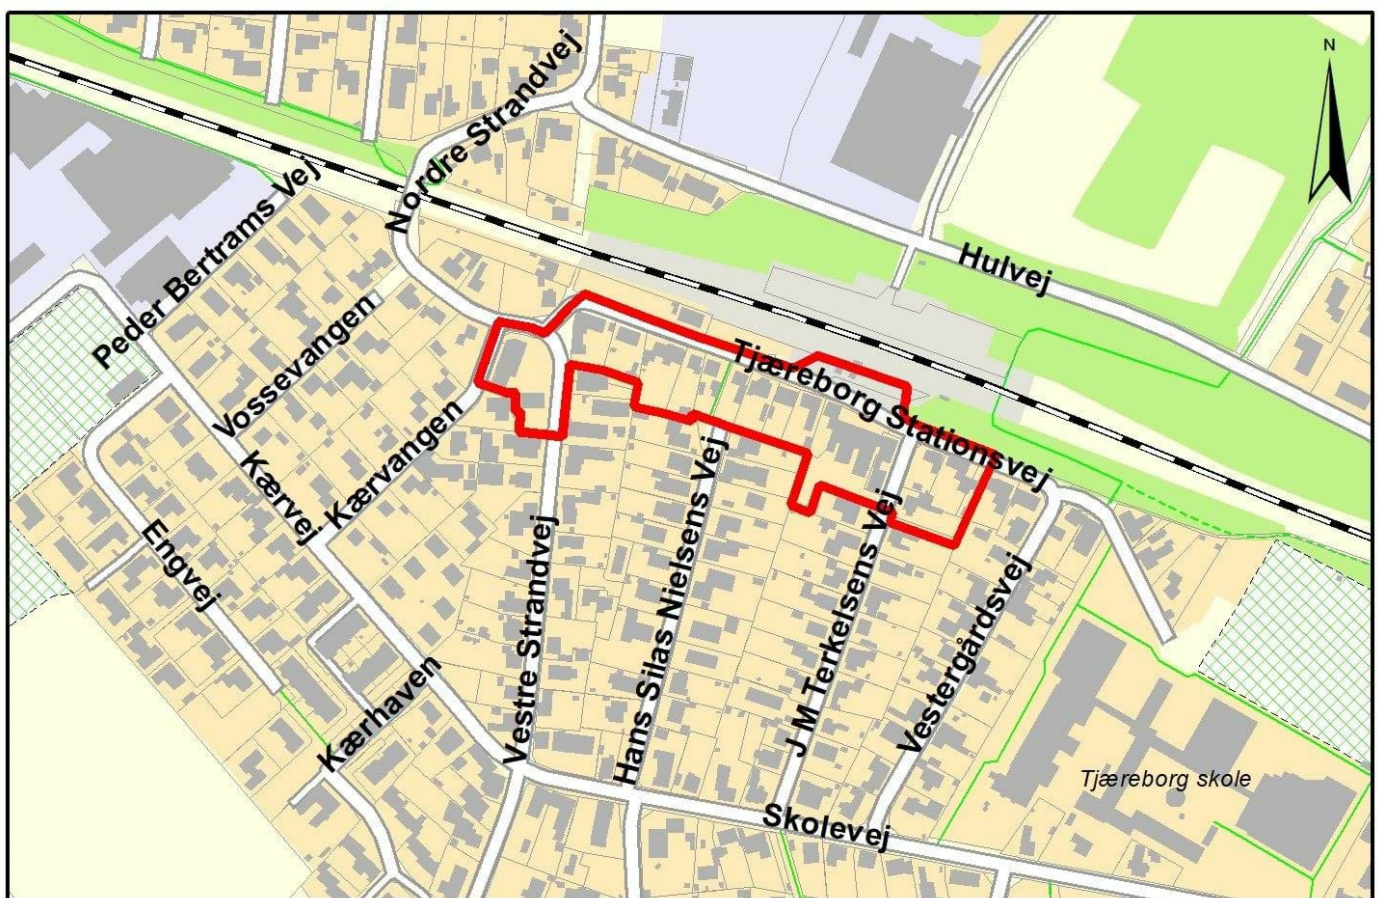 N
Nordre Strandvej
Hulvej
Peder Bertrams Vej
Vossevangen
Tjæreborg Stationsvej
Kærvangen
Kærvej
Engvej
Vestre Strandvej
Hans Silas Nielsens Vej
J M Terkelsens Vej
Vestergårdsvej
Kærhaven
Tjæreborg skole
Skolevej